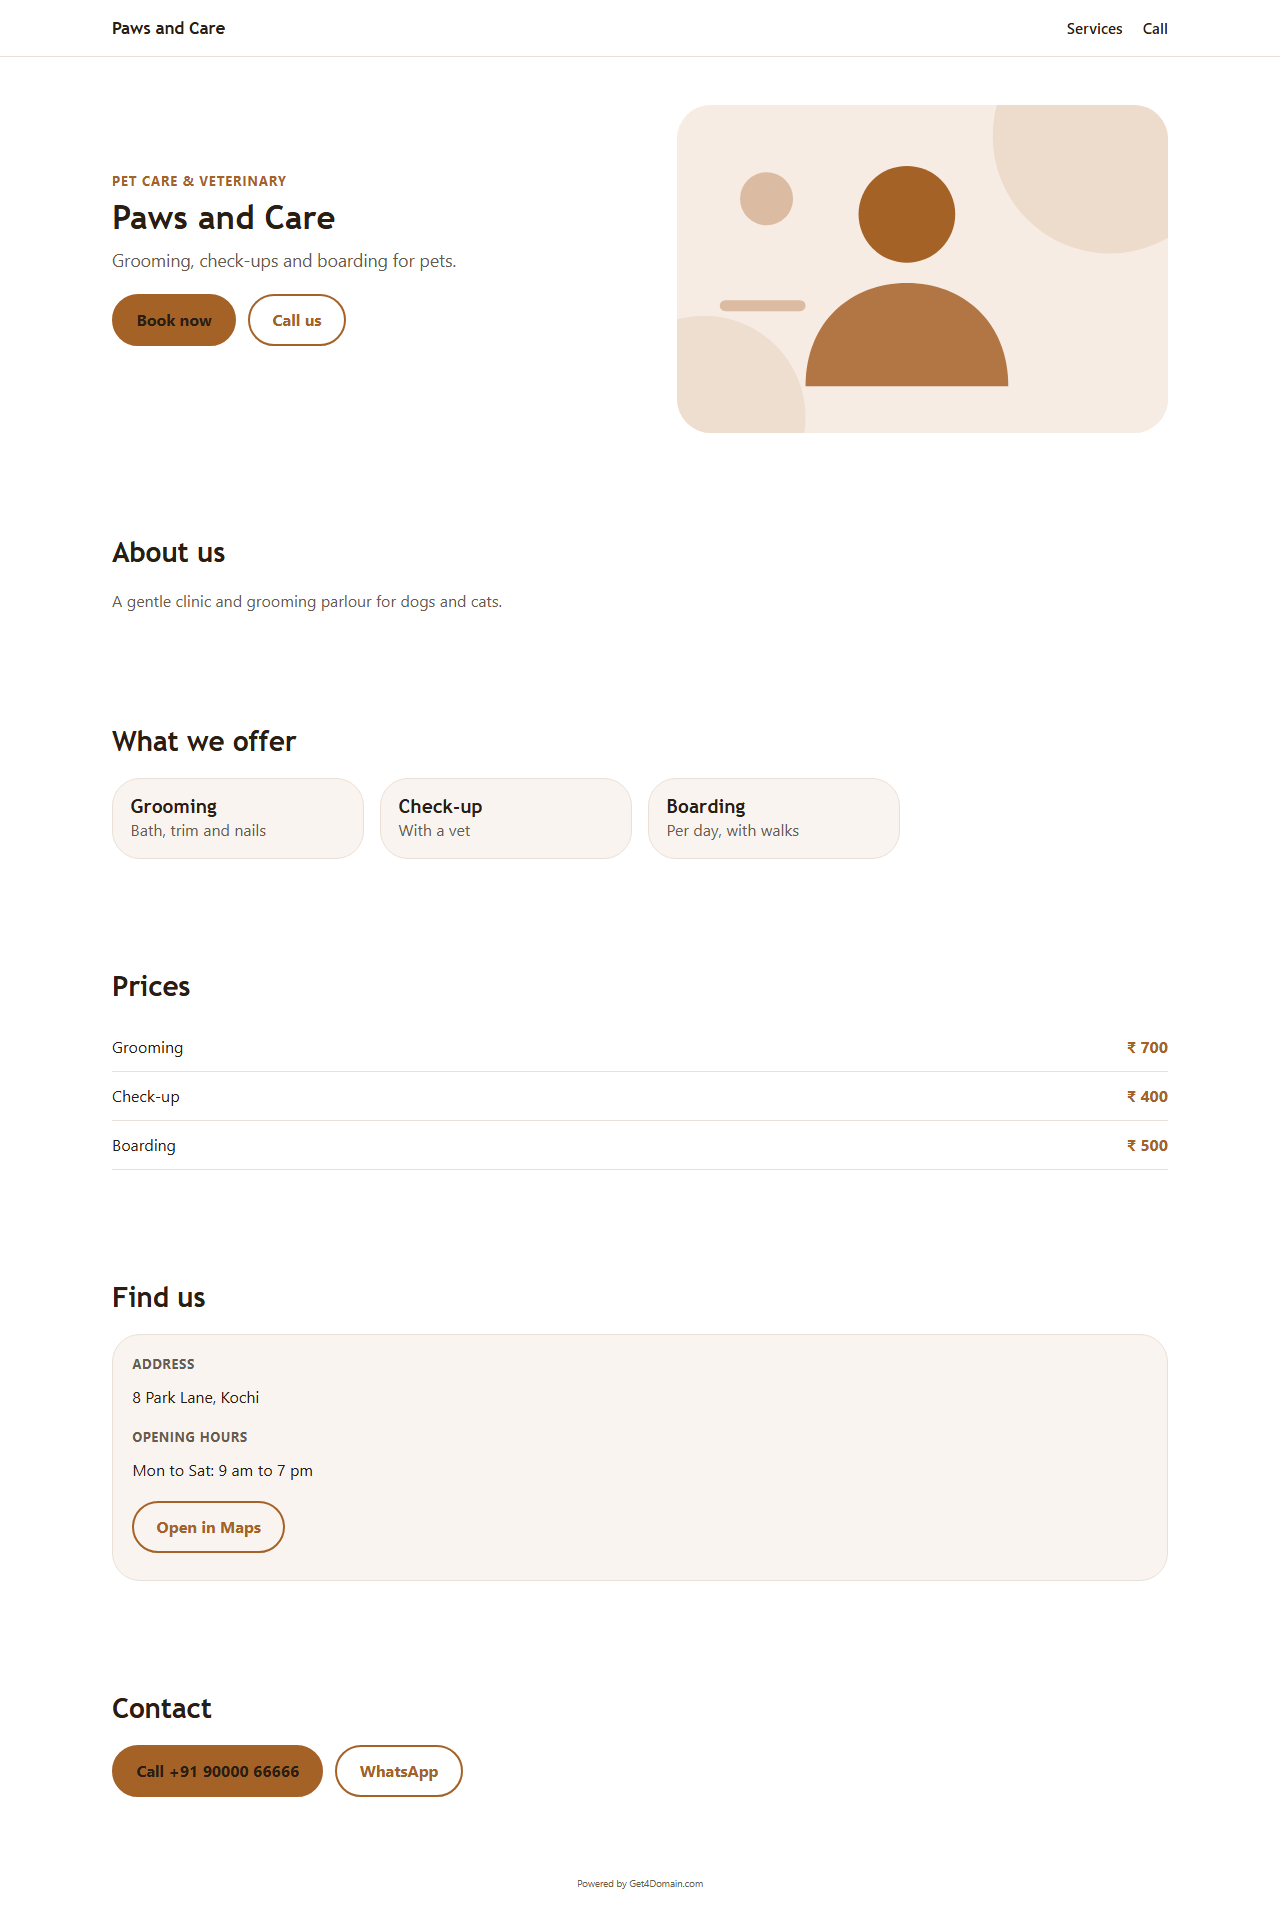 Paws and Care
Services Call
PET CARE & VETERINARY
Paws and Care
Grooming, check-ups and boarding for pets.
Book now Call us
About us
A gentle clinic and grooming parlour for dogs and cats.
What we offer
Grooming Check-up Boarding
Bath, trim and nails With a vet Per day, with walks
Prices
Grooming ₹ 700
Check-up ₹ 400
Boarding ₹ 500
Find us
ADDRESS
8 Park Lane, Kochi
OPENING HOURS
Mon to Sat: 9 am to 7 pm
Open in Maps
Contact
Call +91 90000 66666 WhatsApp
Powered by Get4Domain.com